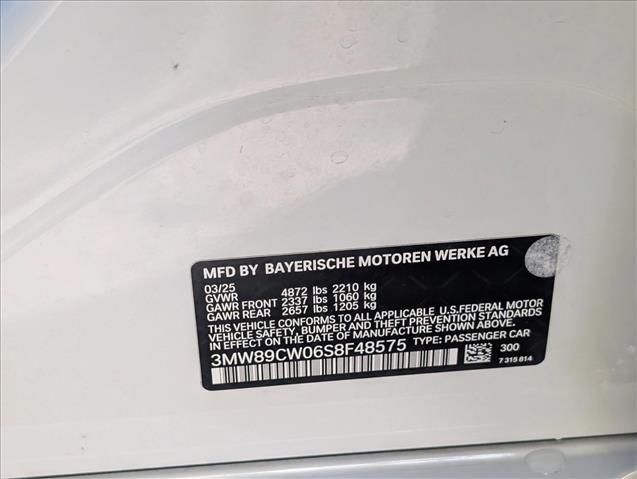 MFD BY BAYERISCHE MOTOREN WERKE AG
03/25
GVWR 4872 lbs 2210 kg
GAWR FRONT 2337 lbs 1060 kg
GAWR REAR 2657 lbs 1205 kg
THIS VEHICLE CONFORMS TO ALL APPLICABLE U.S.FEDERAL MOTOR
VEHICLE SAFETY, BUMPER AND THEFT PREVENTION STANDARDS IN EFFECT ON THE
DATE OF MANUFACTURE SHOWN ABOVE.
3MW89CW06S8F48575 TYPE: PASSENGER CAR
300
7 315 814